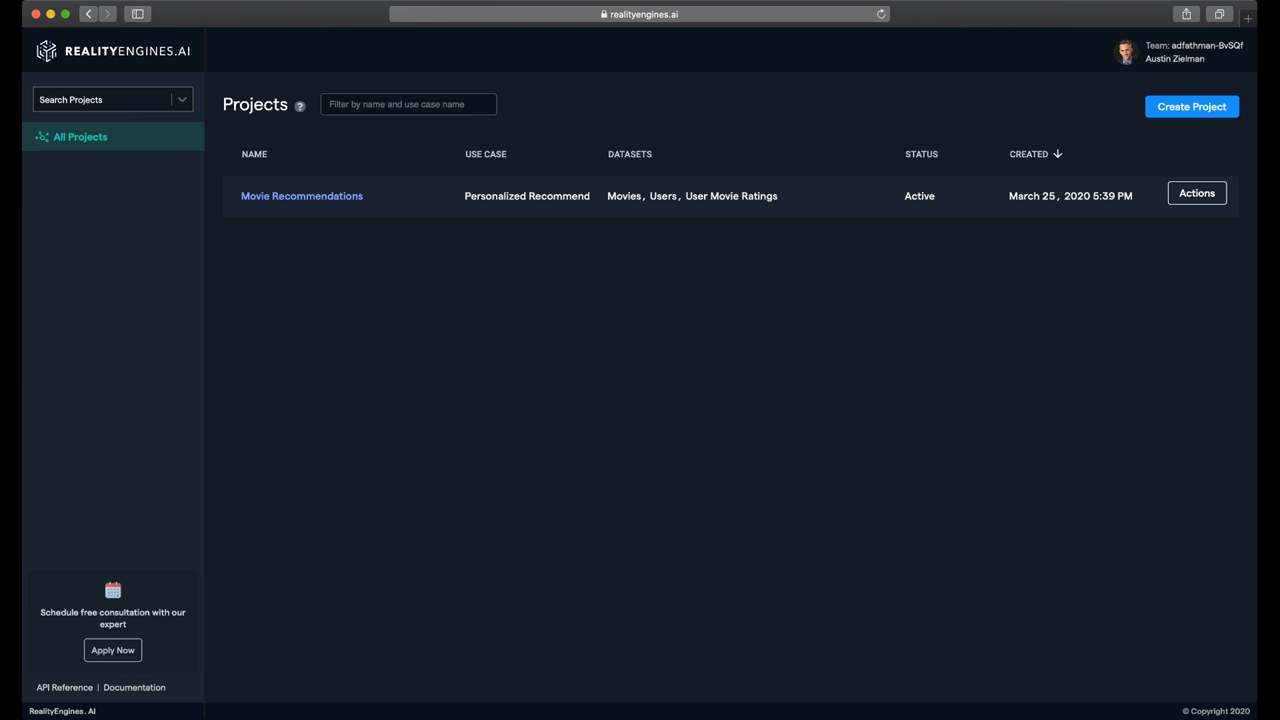 realityengines.ai
REALITYENGINES.AI
Team: adfathman-BvSQf
Austin Zielman
Search Projects
All Projects
Projects ?
Filter by name and use case name
Create Project
NAME USE CASE DATASETS STATUS CREATED
Movie Recommendations Personalized Recommend Movies, Users, User Movie Ratings Active March 25, 2020 5:39 PM Actions
Schedule free consultation with our
expert
Apply Now
API Reference | Documentation
RealityEngines.AI
© Copyright 2020